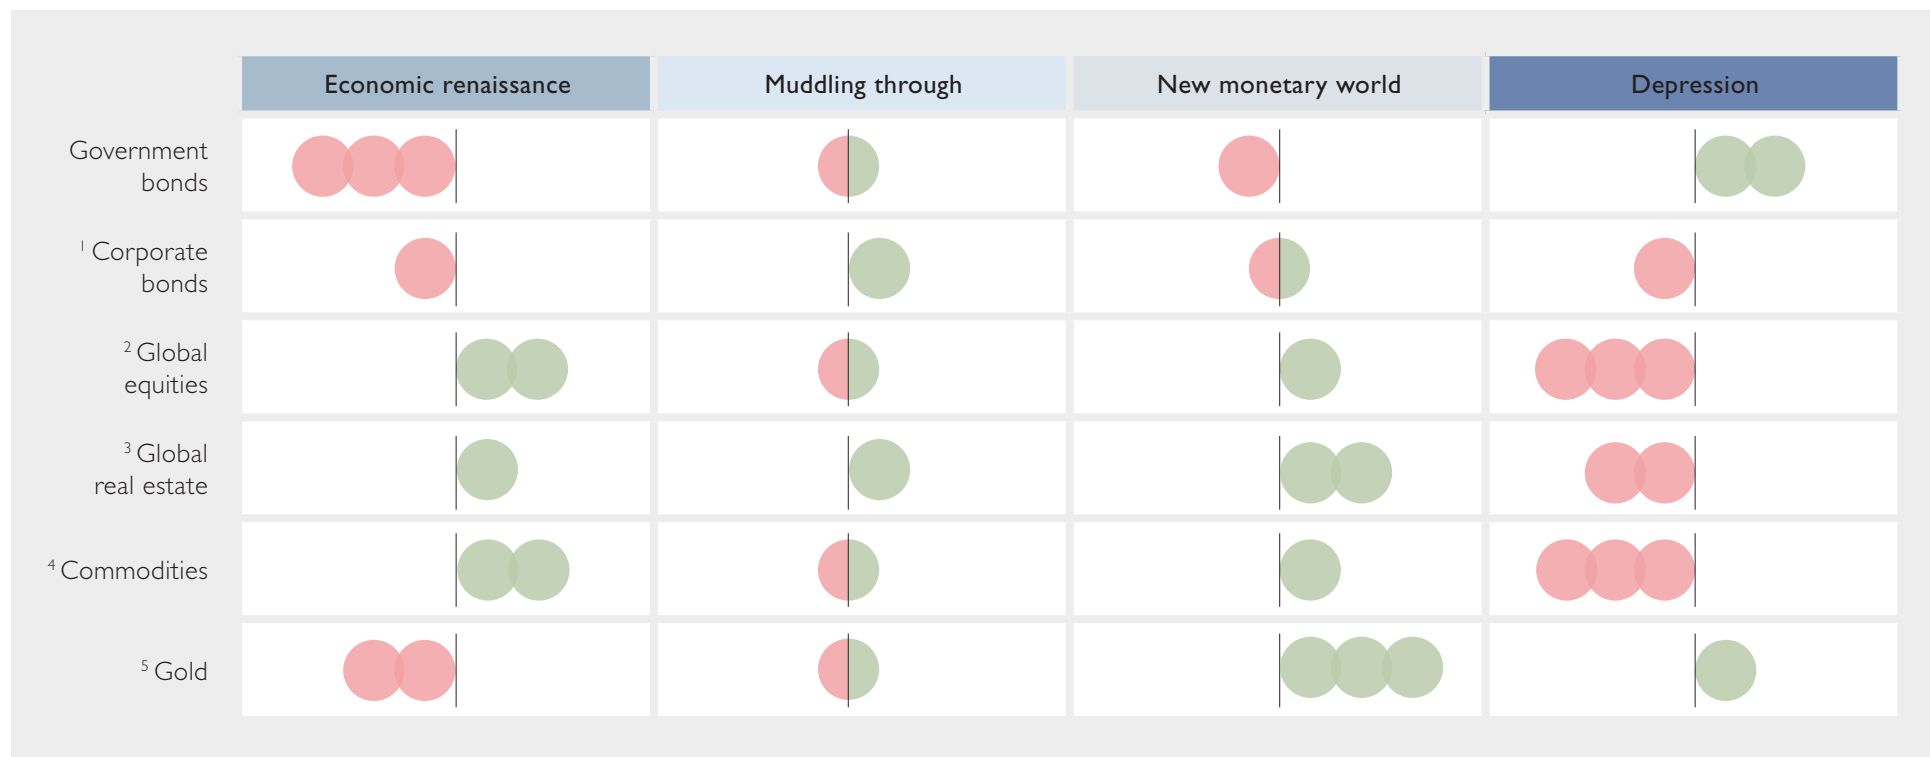 Economic renaissance
Muddling through
New monetary world
Depression
Government
bonds
¹ Corporate
bonds
² Global
equities
³ Global
real estate
⁴ Commodities
⁵ Gold